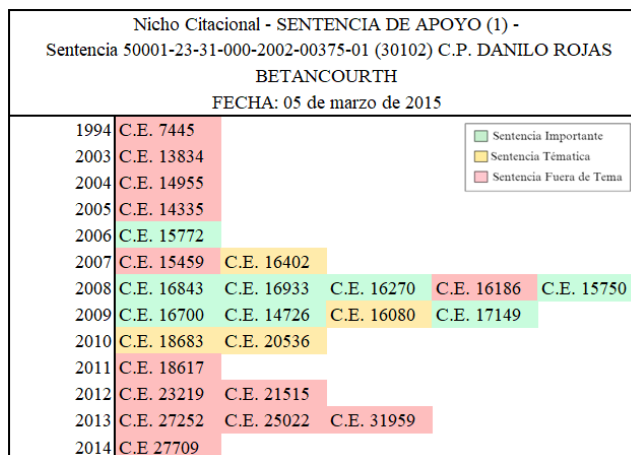 Nicho Citacional - SENTENCIA DE APOYO (1) -
Sentencia 50001-23-31-000-2002-00375-01 (30102) C.P. DANILO ROJAS
BETANCOURTH
FECHA: 05 de marzo de 2015
1994 C.E. 7445
2003 C.E. 13834
2004 C.E. 14955
2005 C.E. 14335
2006 C.E. 15772
2007 C.E. 15459 C.E. 16402
2008 C.E. 16843 C.E. 16933 C.E. 16270 C.E. 16186 C.E. 15750
2009 C.E. 16700 C.E. 14726 C.E. 16080 C.E. 17149
2010 C.E. 18683 C.E. 20536
2011 C.E. 18617
2012 C.E. 23219 C.E. 21515
2013 C.E. 27252 C.E. 25022 C.E. 31959
2014 C.E 27709
Sentencia Importante
Sentencia Témática
Sentencia Fuera de Tema